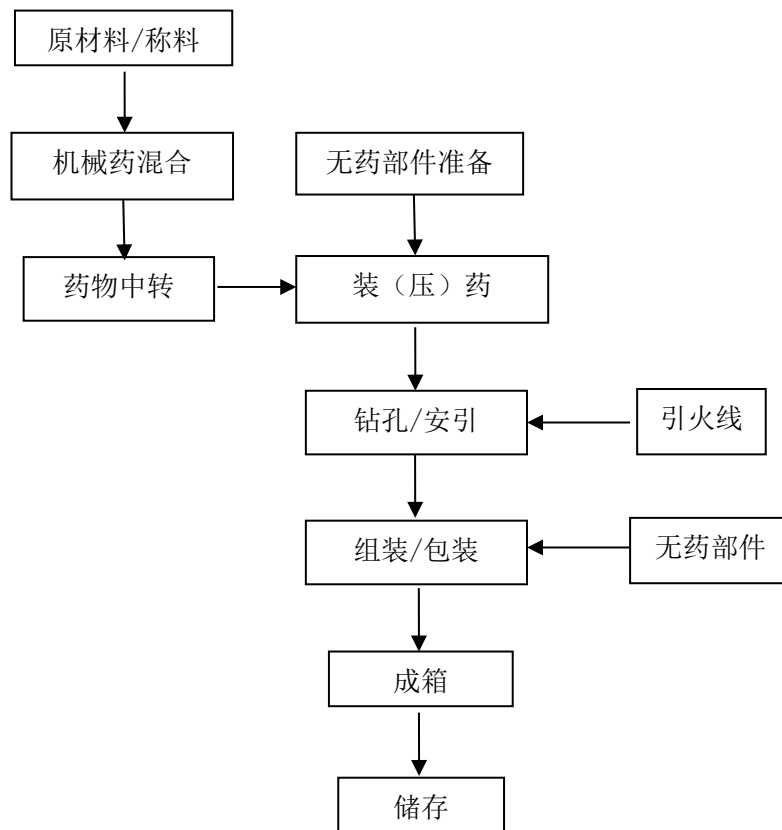 原材料/称料
机械药混合
无药部件准备
药物中转
装（压）药
钻孔/安引
引火线
组装/包装
无药部件
成箱
储存